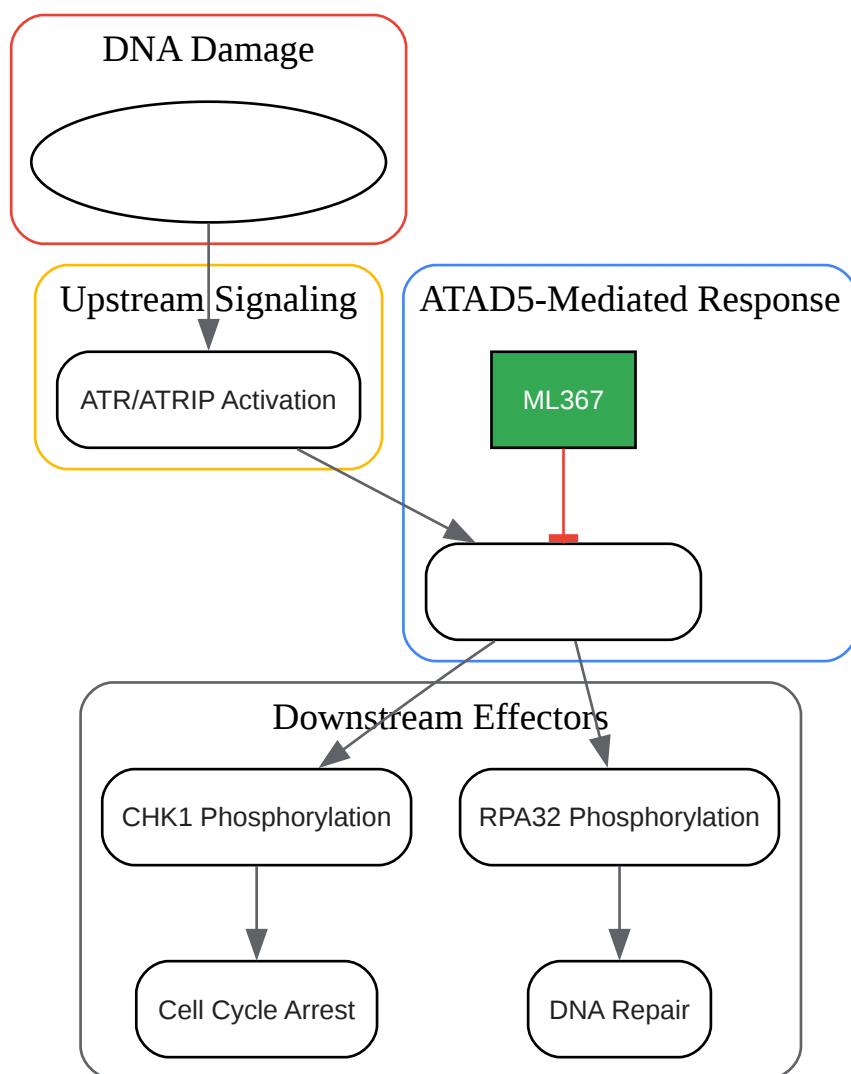 DNA Damage
Upstream Signaling
ATAD5-Mediated Response
ATR/ATRIP Activation
ML367
Downstream Effectors
CHK1 Phosphorylation
RPA32 Phosphorylation
Cell Cycle Arrest
DNA Repair